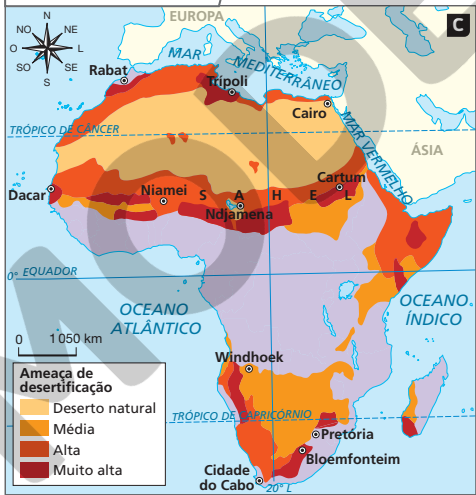 EUROPA
C
N
NO
NE
O
L
SO
SE
S
MAR
MEDITERRÂNEO
Rabat
Trípoli
Cairo
TRÓPICO DE CÂNCER
MAR VERMELHO
ÁSIA
Dacar
Niamei
Cartum
SAHEL
Ndjamena
0° EQUADOR
OCEANO
ATLÂNTICO
OCEANO
ÍNDICO
0 1 050 km
Windhoek
Ameaça de
desertificação
Deserto natural
Média
Alta
Muito alta
TRÓPICO DE CAPRICÓRNIO
Pretória
Bloemfonteim
Cidade
do Cabo
20° L